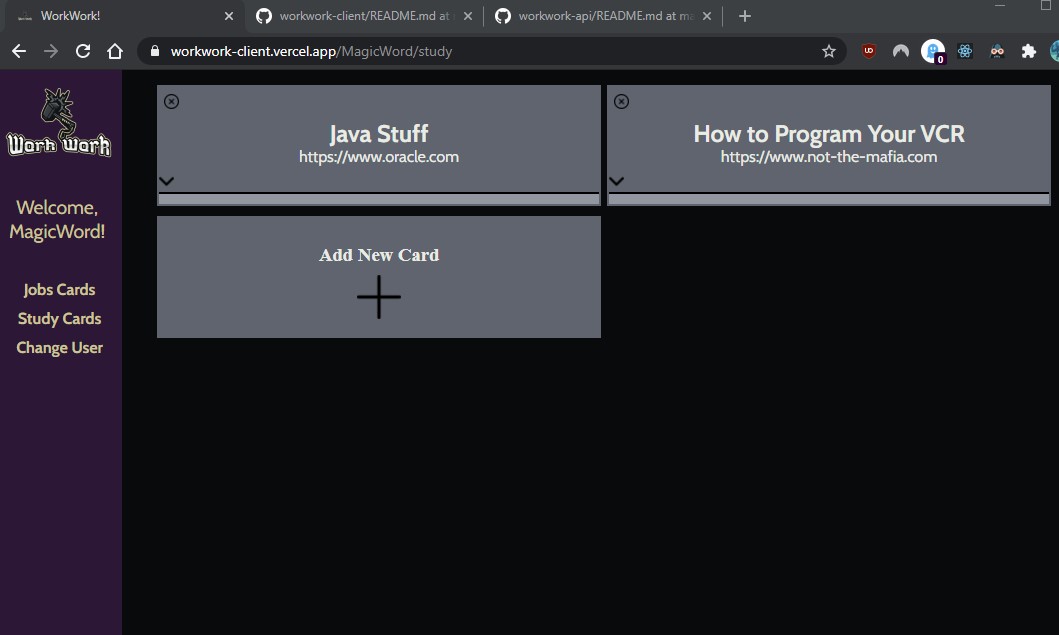 WorkWork!
workwork-client/README.md at
workwork-api/README.md at ma
workwork-client.vercel.app/MagicWord/study
UD
0
Work Work
Welcome,
MagicWord!
Jobs Cards
Study Cards
Change User
Java Stuff
https://www.oracle.com
How to Program Your VCR
https://www.not-the-mafia.com
Add New Card